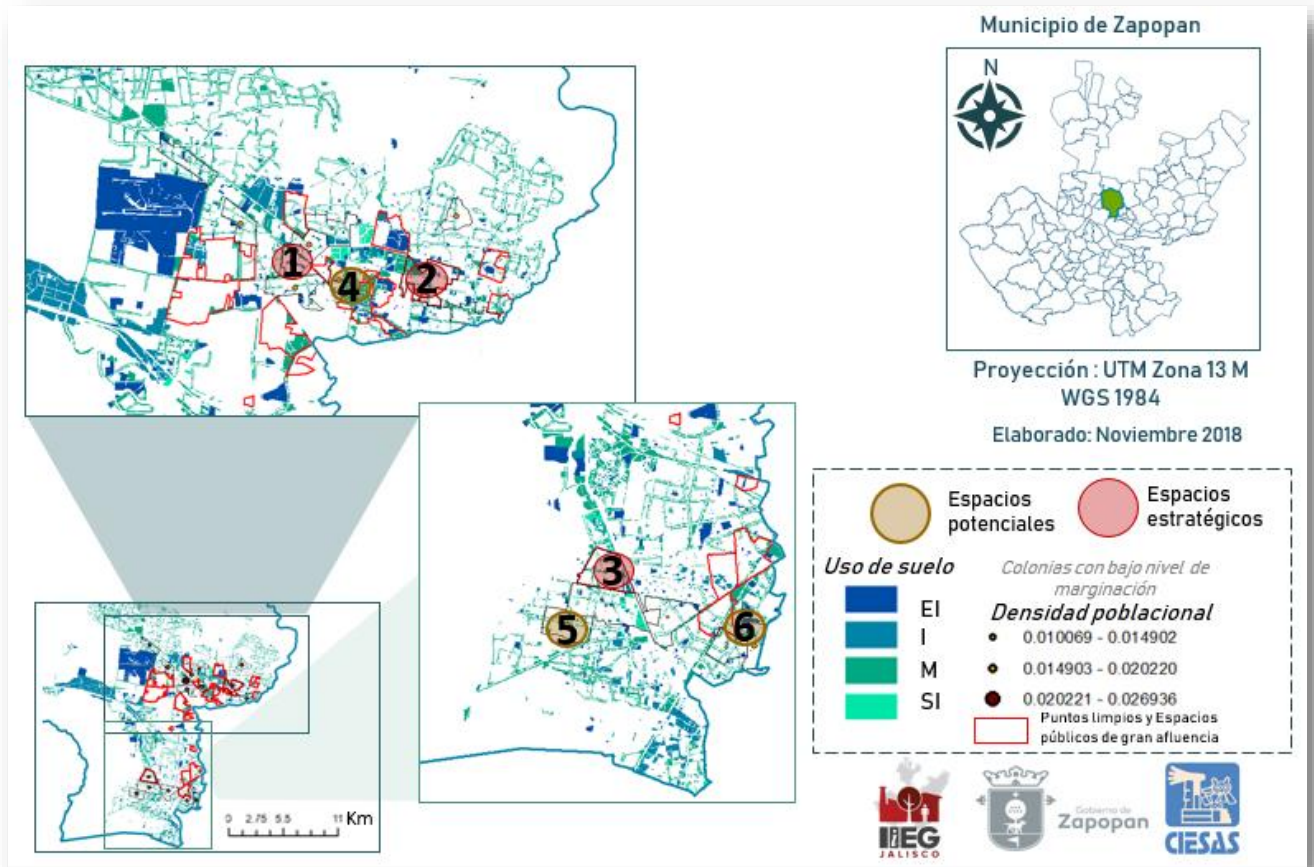 Municipio de Zapopan
N
Proyección : UTM Zona 13 M
WGS 1984
Elaborado: Noviembre 2018
1
4
2
3
5
6
Espacios
potenciales
Espacios
estratégicos
Uso de suelo
EI
I
M
SI
Colonias con bajo nivel de
marginación
Densidad poblacional
0.010069 - 0.014902
0.014903 - 0.020220
0.020221 - 0.026936
Puntos limpios y Espacios
públicos de gran afluencia
0 2.75 5.5 11 Km
IIEG
JALISCO
Gobierno de
Zapopan
CIESAS